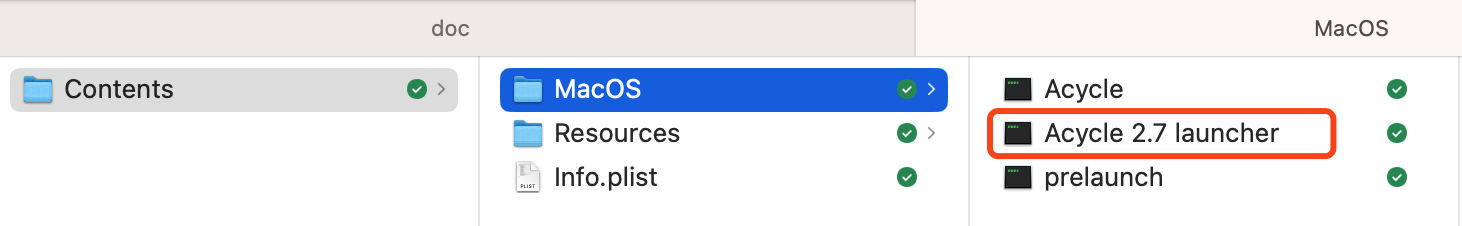 doc
MacOS
Contents
MacOS
Resources
Info.plist
PLIST
Acycle
Acycle 2.7 launcher
prelaunch